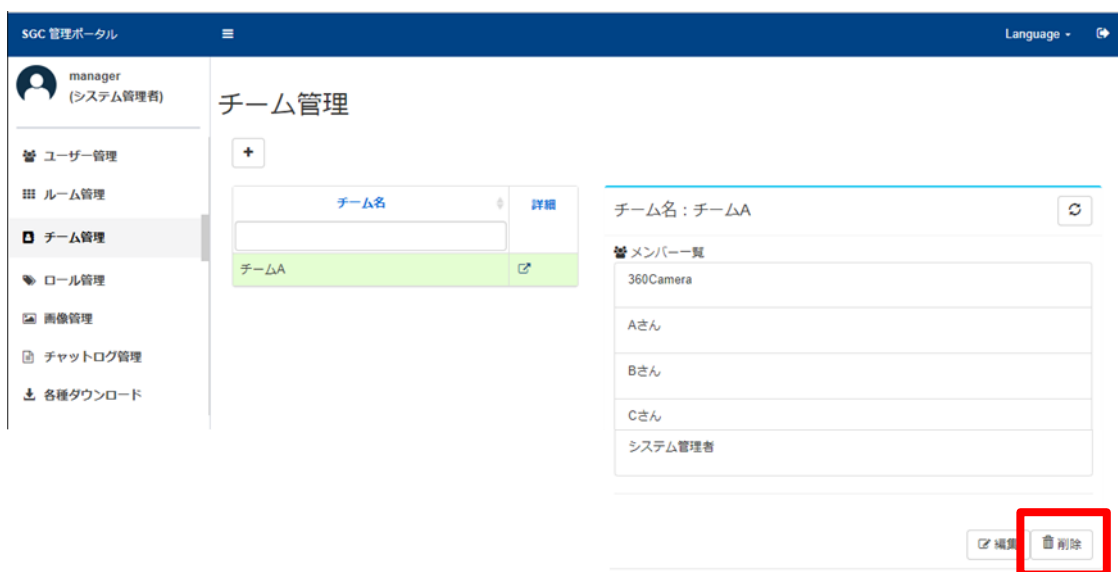 SGC 管理ポータル
Language
manager
(システム管理者)
ユーザー管理
ルーム管理
チーム管理
ロール管理
画像管理
チャットログ管理
各種ダウンロード
チーム管理
チーム名 詳細
チームA
チーム名 : チームA
メンバー一覧
360Camera
Aさん
Bさん
Cさん
システム管理者
編集 削除